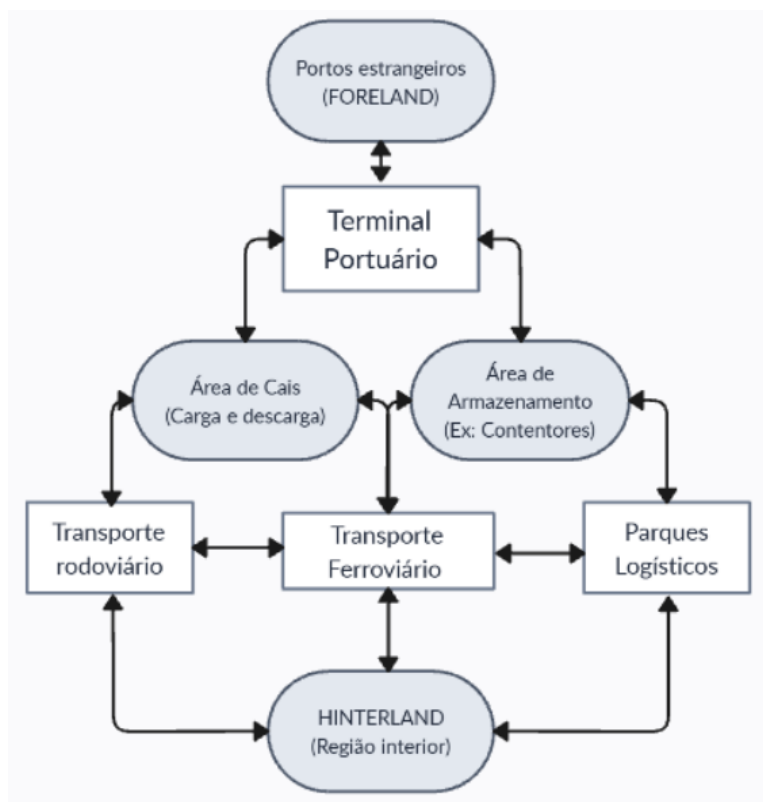 Portos estrangeiros
(FORELAND)
Terminal
Portuário
Área de Cais
(Carga e descarga)
Área de
Armazenamento
(Ex: Contentores)
Transporte
rodoviário
Transporte
Ferroviário
Parques
Logísticos
HINTERLAND
(Região interior)